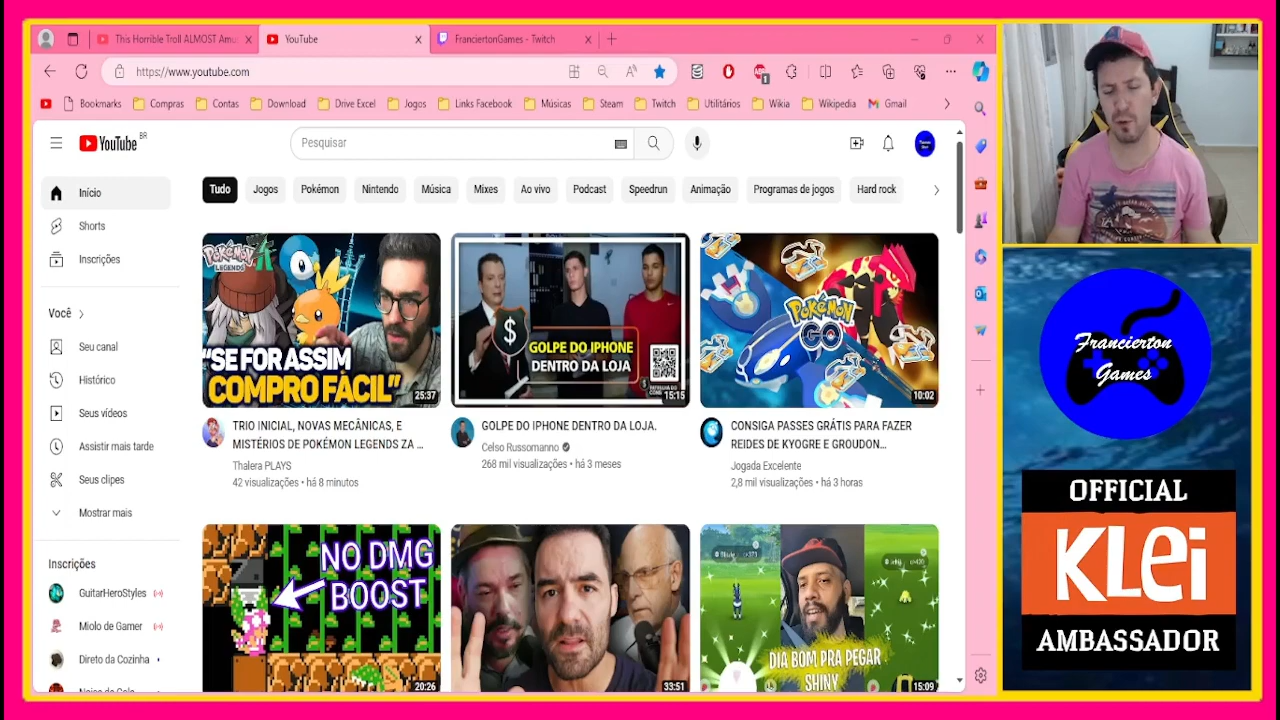 This Horrible Troll ALMOST Amu
YouTube
FranciertonGames - Twitch
https://www.youtube.com
1
Bookmarks
Compras
Contas
Download
Drive Excel
Jogos
Links Facebook
Músicas
Steam
Twitch
Utilitários
Wikia
Wikipedia
Gmail
YouTube BR
Pesquisar
Início
Shorts
Inscrições
Você
Seu canal
Histórico
Seus vídeos
Assistir mais tarde
Seus clipes
Mostrar mais
Inscrições
GuitarHeroStyles
Miolo de Gamer
Direto da Cozinha
Tudo
Jogos
Pokémon
Nintendo
Música
Mixes
Ao vivo
Podcast
Speedrun
Animação
Programas de jogos
Hard rock
POKÉMON
LEGENDS
"SE FOR ASSIM
COMPRO FÁCIL"
25:37
TRIO INICIAL, NOVAS MECÂNICAS, E
MISTÉRIOS DE POKÉMON LEGENDS ZA ...
Thalera PLAYS
42 visualizações • há 8 minutos
$
GOLPE DO IPHONE
DENTRO DA LOJA
15:15
GOLPE DO IPHONE DENTRO DA LOJA.
Celso Russomanno
268 mil visualizações • há 3 meses
POKÉMON
GO
10:02
CONSIGA PASSES GRÁTIS PARA FAZER
REIDES DE KYOGRE E GROUDON...
Jogada Excelente
2,8 mil visualizações • há 3 horas
NO DMG
BOOST
20:26
33:51
DIA BOM PRA PEGAR
SHINY
15:09
Francierton
Games
OFFICIAL
KLei
AMBASSADOR